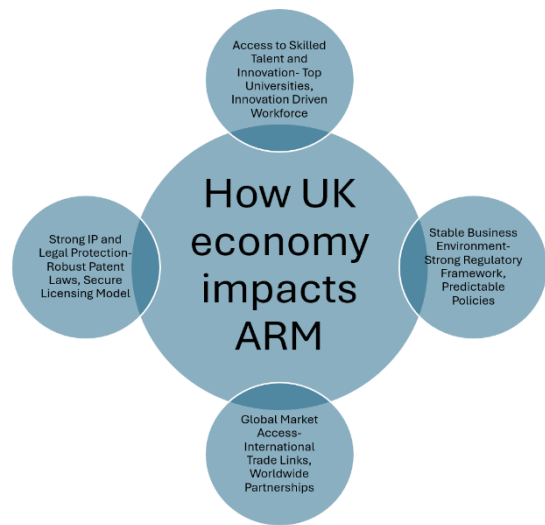 Access to Skilled
Talent and
Innovation- Top
Universities,
Innovation Driven
Workforce
How UK
economy
impacts
ARM
Strong IP and
Legal Protection-
Robust Patent
Laws, Secure
Licensing Model
Stable Business
Environment-
Strong Regulatory
Framework,
Predictable
Policies
Global Market
Access-
International
Trade Links,
Worldwide
Partnerships